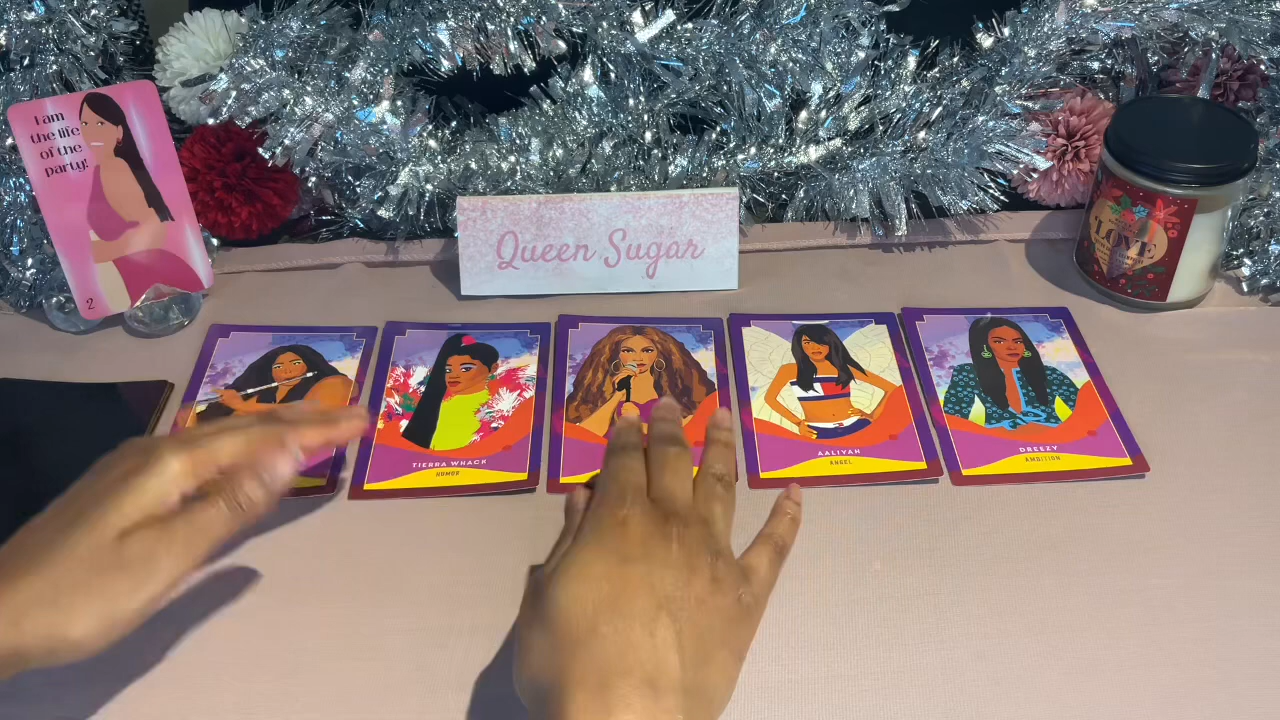 I am
the life
of the
party!
2
Queen Sugar
LOVE
TIERRA WHACK
HUMOR
AALIYAH
ANGEL
DREEZY
AMBITION